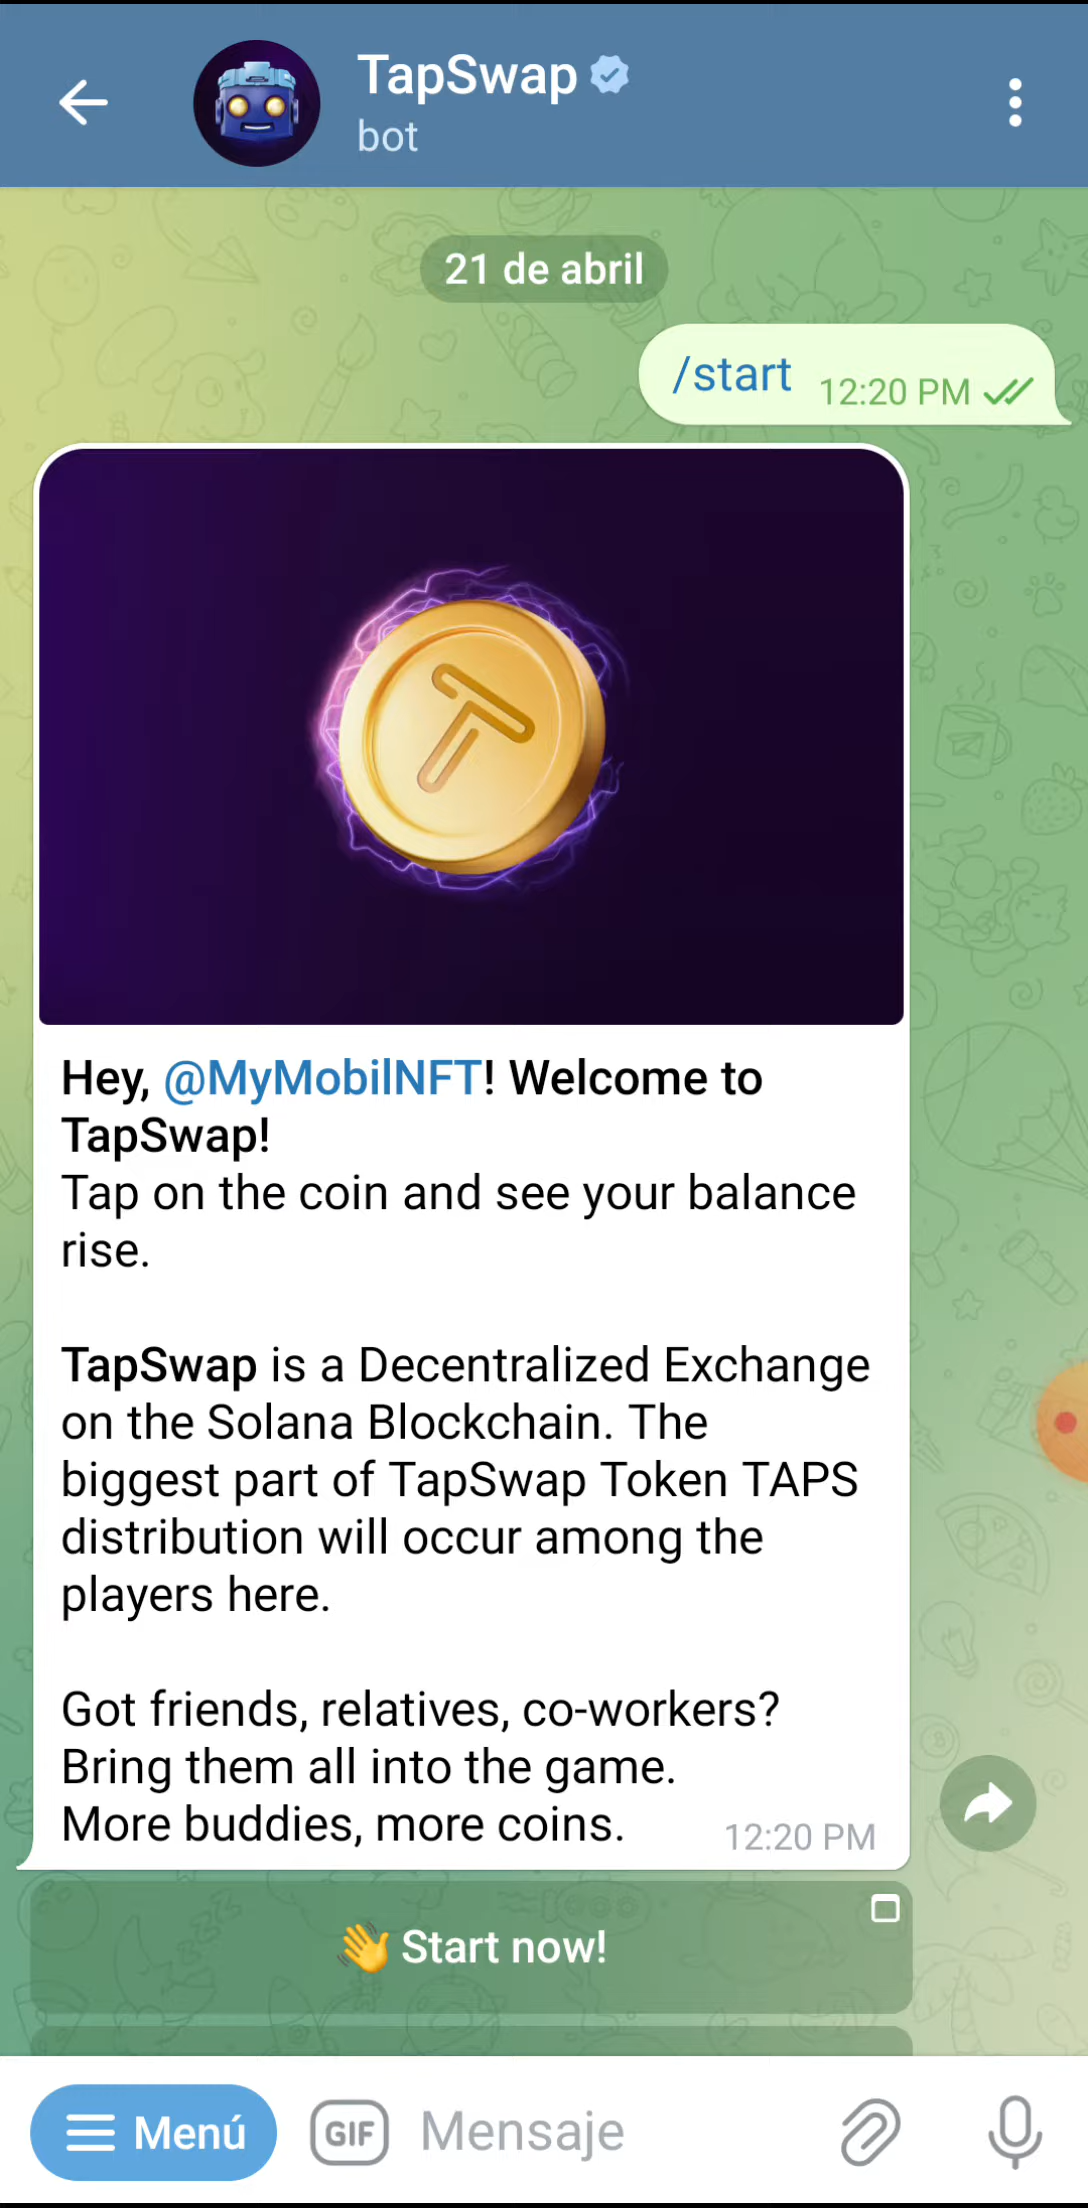 TapSwap
bot
21 de abril
/start 12:20 PM
Hey, @MyMobilNFT! Welcome to
TapSwap!
Tap on the coin and see your balance
rise.
TapSwap is a Decentralized Exchange
on the Solana Blockchain. The
biggest part of TapSwap Token TAPS
distribution will occur among the
players here.
Got friends, relatives, co-workers?
Bring them all into the game.
More buddies, more coins. 12:20 PM
👋 Start now!
Menú GIF Mensaje